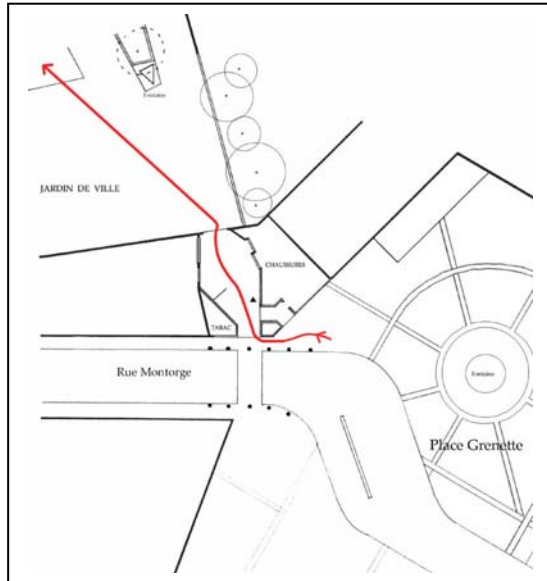 Fontaine
JARDIN DE VILLE
CHAUSSURES
TABAC
Rue Montorge
Fontaine
Place Grenette